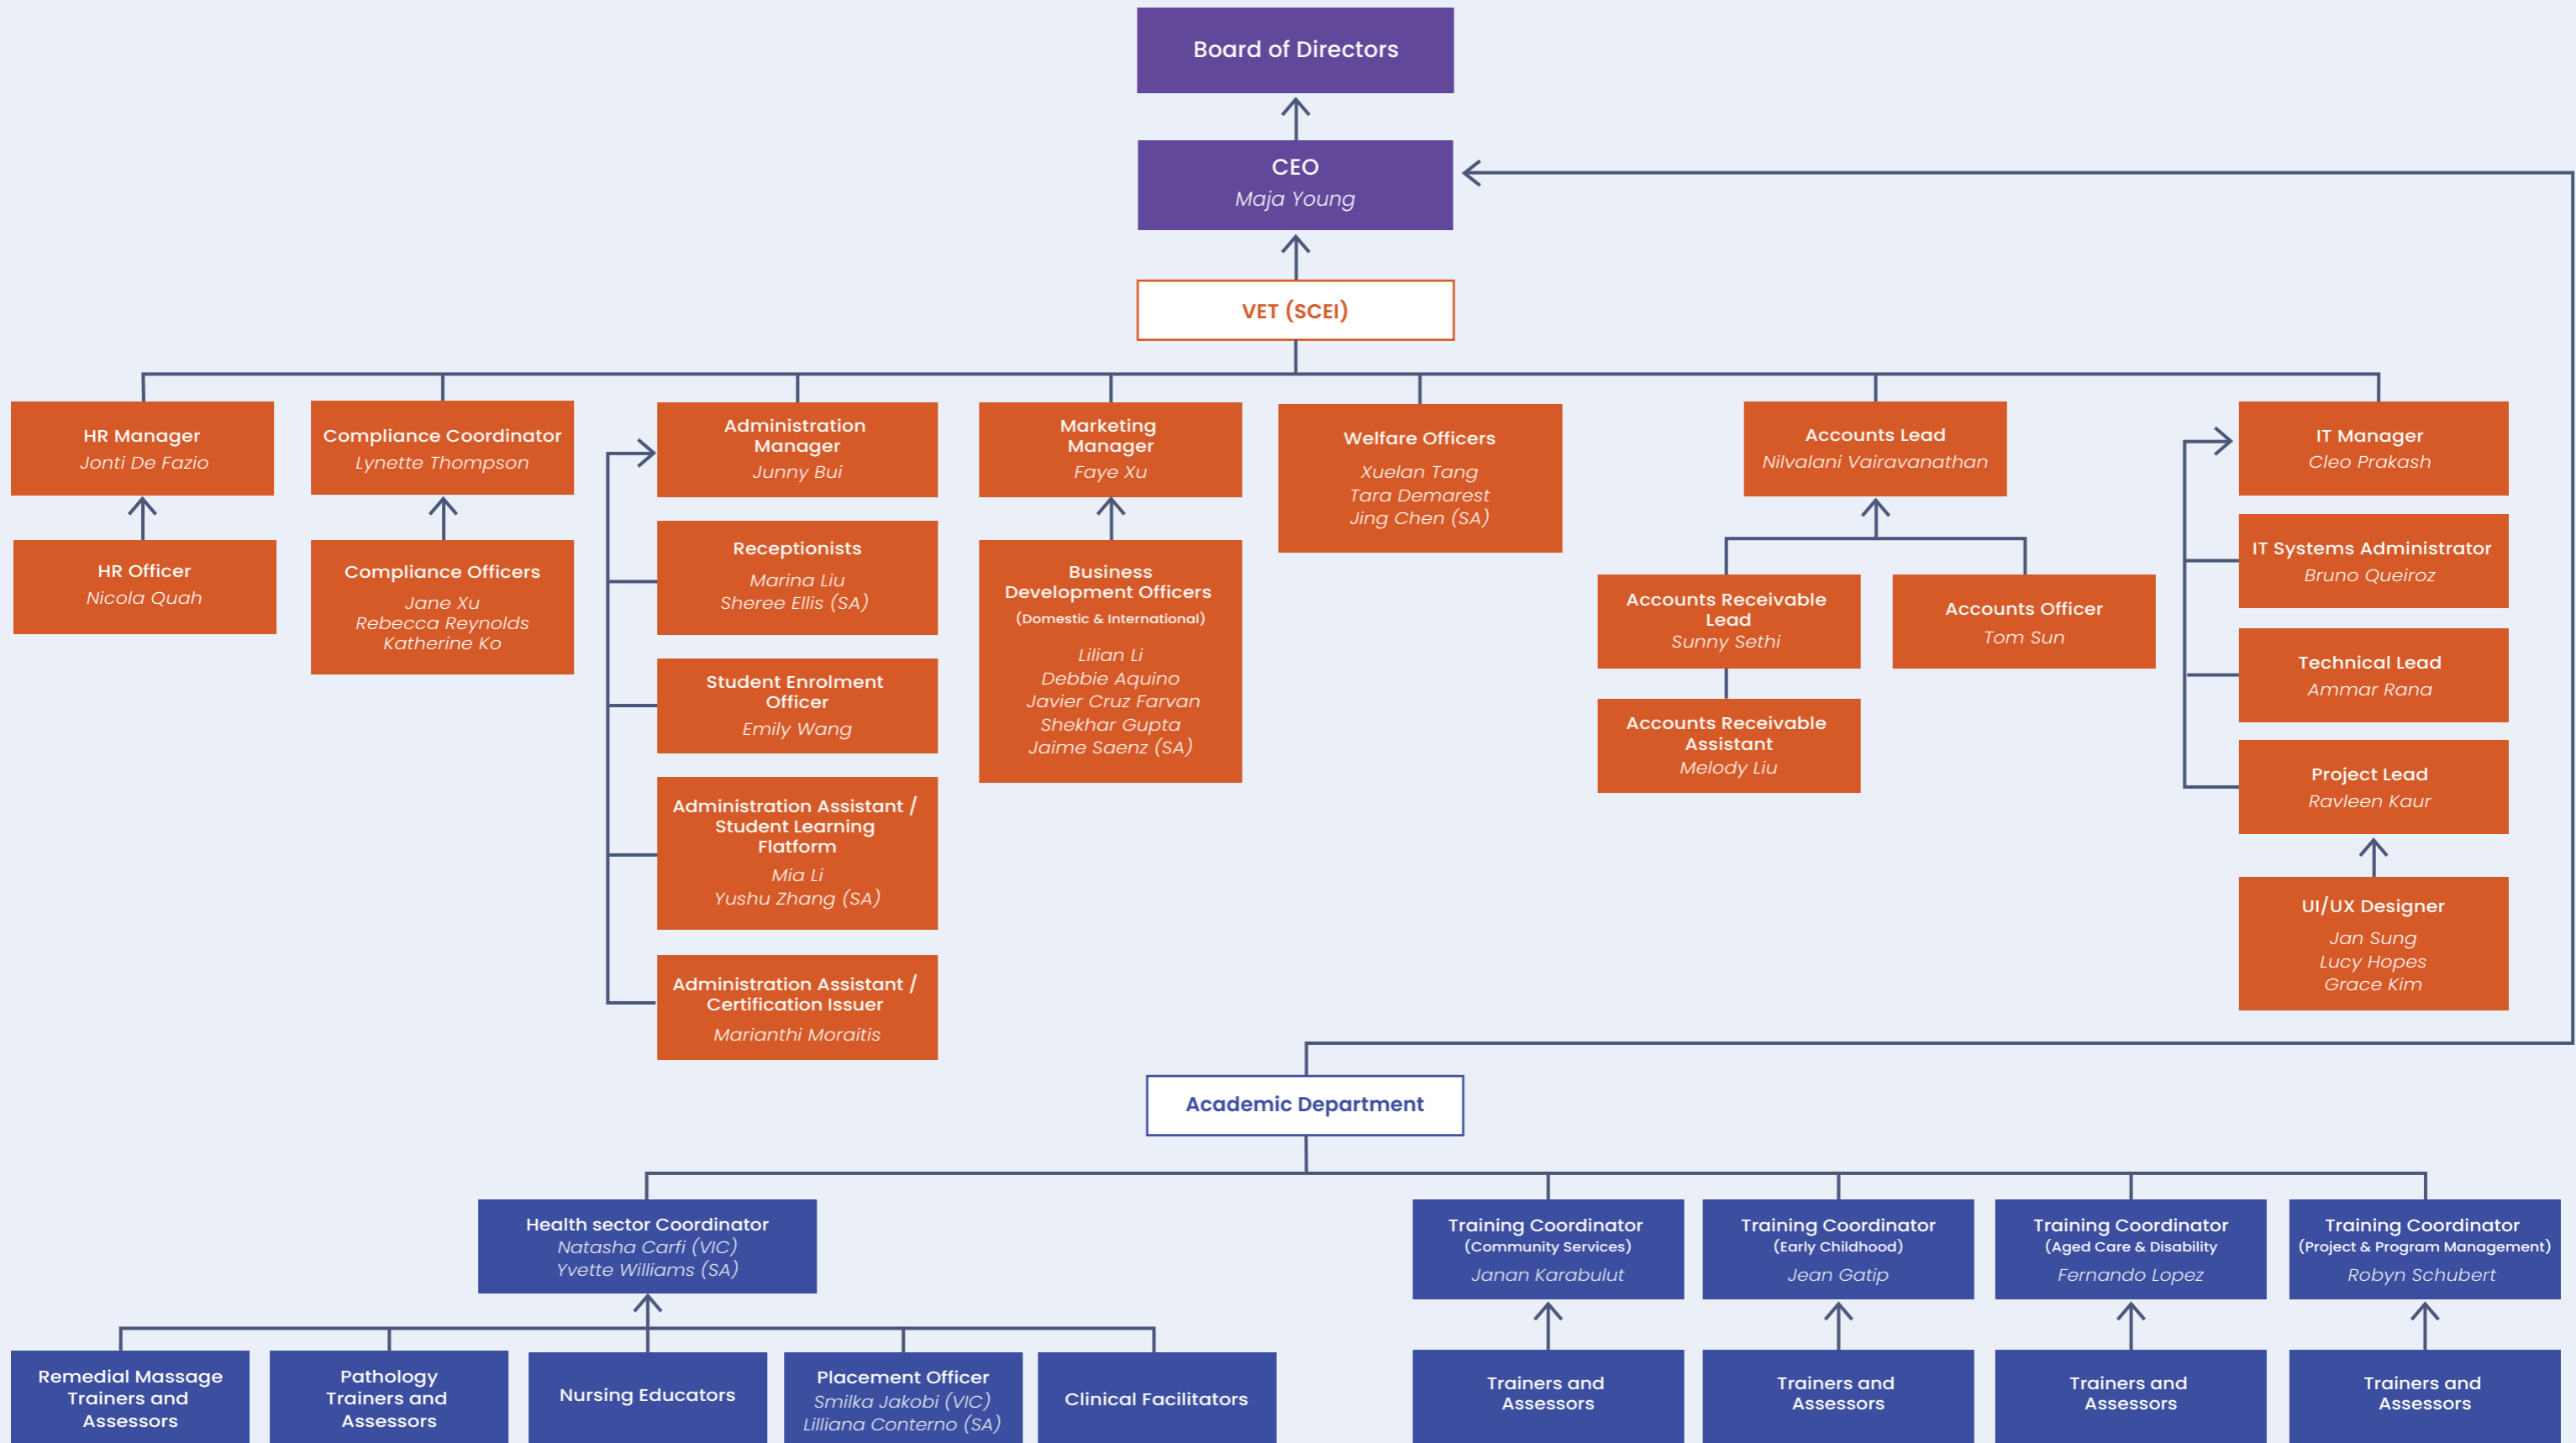 Board of Directors
CEO
Maja Young
VET (SCEI)
HR Manager
Jonti De Fazio
HR Officer
Nicola Quah
Compliance Coordinator
Lynette Thompson
Compliance Officers
Jane Xu
Rebecca Reynolds
Katherine Ko
Administration
Manager
Junny Bui
Receptionists
Marina Liu
Sheree Ellis (SA)
Student Enrolment
Officer
Emily Wang
Administration Assistant /
Student Learning
Flatform
Mia Li
Yushu Zhang (SA)
Administration Assistant /
Certification Issuer
Marianthi Moraitis
Marketing
Manager
Faye Xu
Business
Development Officers
(Domestic & International)
Lilian Li
Debbie Aquino
Javier Cruz Farvan
Shekhar Gupta
Jaime Saenz (SA)
Welfare Officers
Xuelan Tang
Tara Demarest
Jing Chen (SA)
Accounts Lead
Nilvalani Vairavanathan
Accounts Receivable
Lead
Sunny Sethi
Accounts Receivable
Assistant
Melody Liu
Accounts Officer
Tom Sun
IT Manager
Cleo Prakash
IT Systems Administrator
Bruno Queiroz
Technical Lead
Ammar Rana
Project Lead
Ravleen Kaur
UI/UX Designer
Jan Sung
Lucy Hopes
Grace Kim
Academic Department
Health sector Coordinator
Natasha Carfi (VIC)
Yvette Williams (SA)
Remedial Massage
Trainers and
Assessors
Pathology
Trainers and
Assessors
Nursing Educators
Placement Officer
Smilka Jakobi (VIC)
Lilliana Conterno (SA)
Clinical Facilitators
Training Coordinator
(Community Services)
Janan Karabulut
Trainers and
Assessors
Training Coordinator
(Early Childhood)
Jean Gatip
Trainers and
Assessors
Training Coordinator
(Aged Care & Disability
Fernando Lopez
Trainers and
Assessors
Training Coordinator
(Project & Program Management)
Robyn Schubert
Trainers and
Assessors